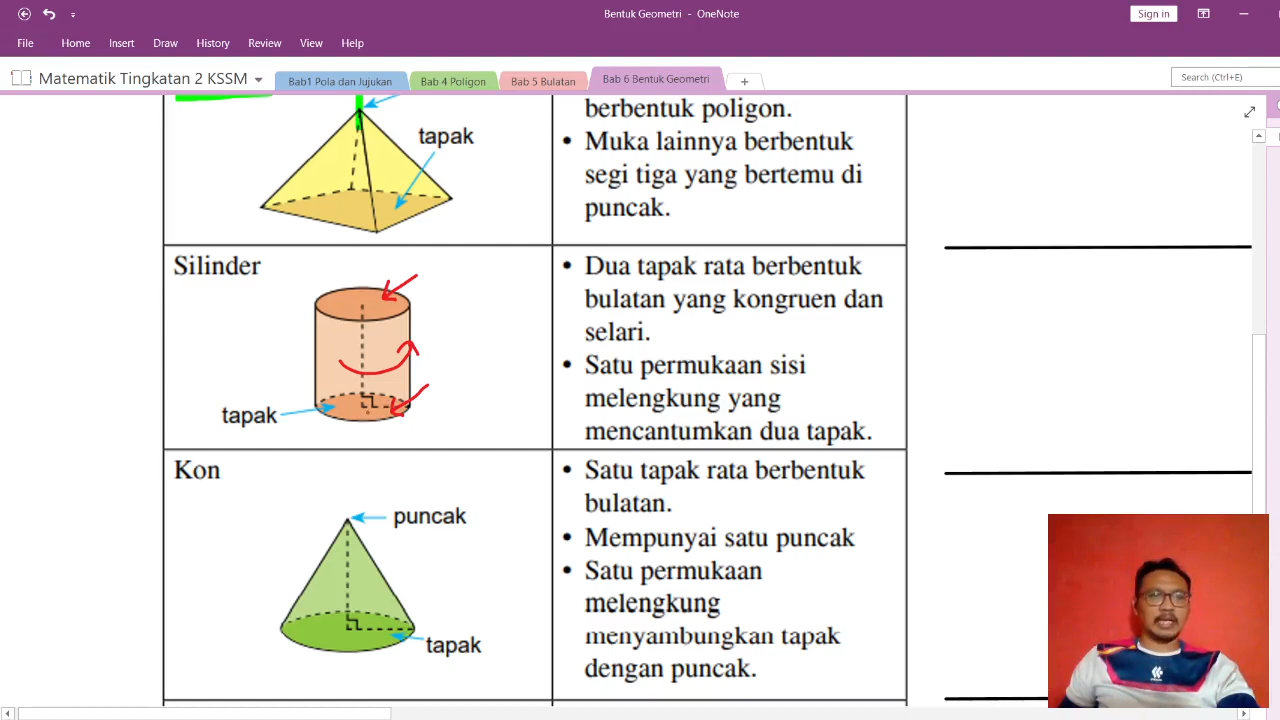 Bentuk Geometri - OneNote
Sign in
File Home Insert Draw History Review View Help
Matematik Tingkatan 2 KSSM
Bab1 Pola dan Jujukan
Bab 4 Poligon
Bab 5 Bulatan
Bab 6 Bentuk Geometri
Search (Ctrl+E)
tapak
berbentuk poligon.
• Muka lainnya berbentuk
segi tiga yang bertemu di
puncak.
Silinder
tapak
• Dua tapak rata berbentuk
bulatan yang kongruen dan
selari.
• Satu permukaan sisi
melengkung yang
mencantumkan dua tapak.
Kon
puncak
tapak
• Satu tapak rata berbentuk
bulatan.
• Mempunyai satu puncak
• Satu permukaan
melengkung
menyambungkan tapak
dengan puncak.